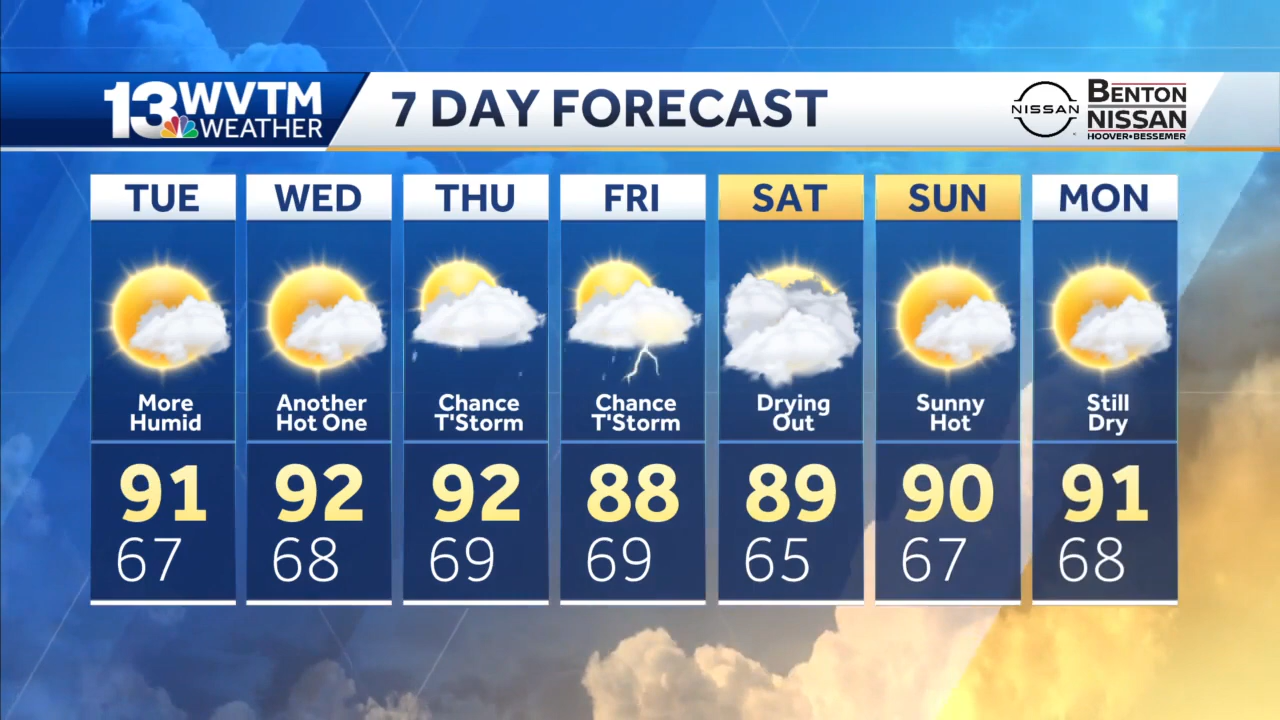 13 WVTM
WEATHER
7 DAY FORECAST
NISSAN
BENTON
NISSAN
HOOVER•BESSEMER
TUE
WED
THU
FRI
SAT
SUN
MON
More
Humid
Another
Hot One
Chance
T'Storm
Chance
T'Storm
Drying
Out
Sunny
Hot
Still
Dry
91
92
92
88
89
90
91
67
68
69
69
65
67
68